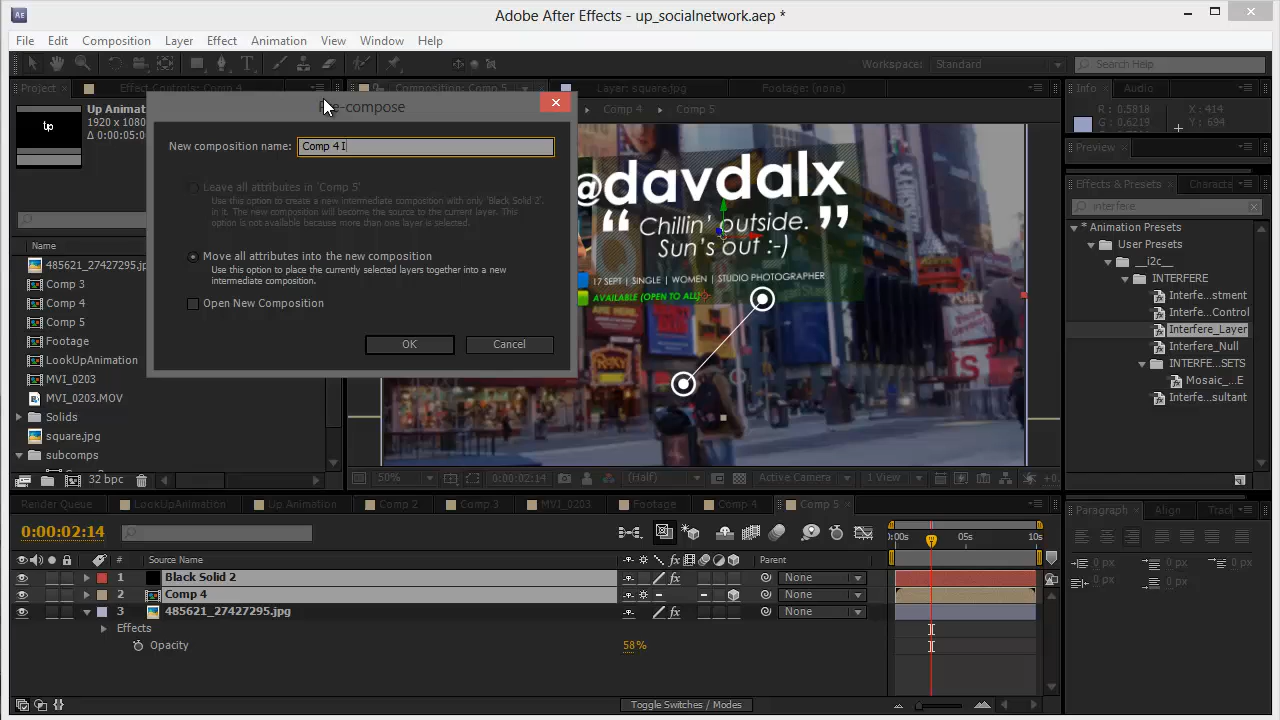 Ae
Adobe After Effects - up_socialnetwork.aep *
File Edit Composition Layer Effect Animation View Window Help
Workspace: Standard
Search Help
Project
Effect Controls: Comp 4
Composition: Comp 5
Layer: square.jpg
Footage: (none)
Info
Audio
Up
Up Animat
1920 x 1080
Δ 0:00:05:0
Comp 4
Comp 5
R : 0.5818
G : 0.6219
X : 414
Y : 694
Preview
Effects & Presets
Characte
interfere
Name
485621_27427295.jp
Comp 3
Comp 4
Comp 5
Footage
LookUpAnimation
MVI_0203
MVI_0203.MOV
Solids
square.jpg
subcomps
32 bpc
Pre-compose
New composition name:
Comp 4 I
Leave all attributes in 'Comp 5'
Use this option to create a new intermediate composition with only 'Black Solid 2'
in it. The new composition will become the source to the current layer. This
option is not available because more than one layer is selected.
Move all attributes into the new composition
Use this option to place the currently selected layers together into a new
intermediate composition.
Open New Composition
OK
Cancel
@davdalx
“ Chillin’ outside. ”
Sun’s out :-)
17 SEPT | SINGLE | WOMEN | STUDIO PHOTOGRAPHER
AVAILABLE (OPEN TO ALL)
* Animation Presets
User Presets
__i2c__
INTERFERE
Interfe...stment
Interfe...Control
Interfere_Layer
Interfere_Null
INTERFE...SETS
Mosaic_...E
Interfe...sultant
50%
0:00:02:14
(Half)
Active Camera
1 View
Render Queue
LookUpAnimation
Up Animation
Comp 2
Comp 3
MVI_0203
Footage
Comp 4
Comp 5
Paragraph
Align
Track
0 px
0 px
0 px
0 px
0 px
0:00:02:14
:00s
05s
10s
#
Source Name
fx
Parent
1
Black Solid 2
fx
None
2
Comp 4
None
3
485621_27427295.jpg
fx
None
Effects
Opacity
58%
Toggle Switches / Modes